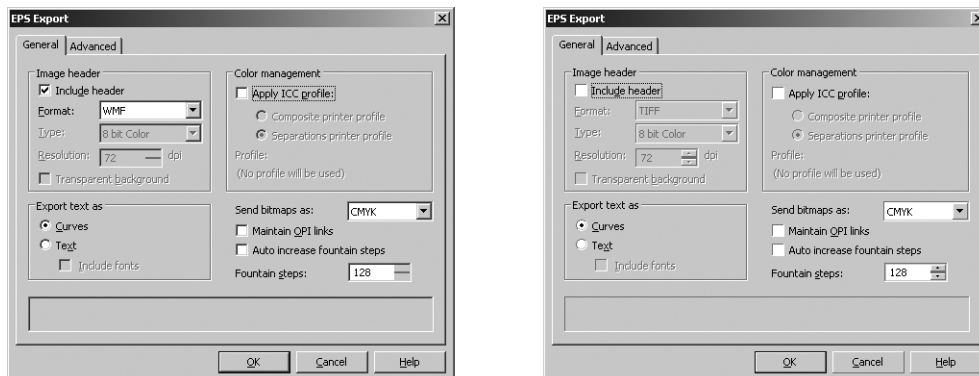 EPS Export
General Advanced
Image header
Include header
Format: WMF
Type: 8 bit Color
Resolution: 72 dpi
Transparent background
Color management
Apply ICC profile:
Composite printer profile
Separations printer profile
Profile:
(No profile will be used)
Export text as
Curves
Text
Include fonts
Send bitmaps as: CMYK
Maintain OPI links
Auto increase fountain steps
Fountain steps: 128
OK Cancel Help
EPS Export
General Advanced
Image header
Include header
Format: TIFF
Type: 8 bit Color
Resolution: 72 dpi
Transparent background
Color management
Apply ICC profile:
Composite printer profile
Separations printer profile
Profile:
(No profile will be used)
Export text as
Curves
Text
Include fonts
Send bitmaps as: CMYK
Maintain OPI links
Auto increase fountain steps
Fountain steps: 128
OK Cancel Help